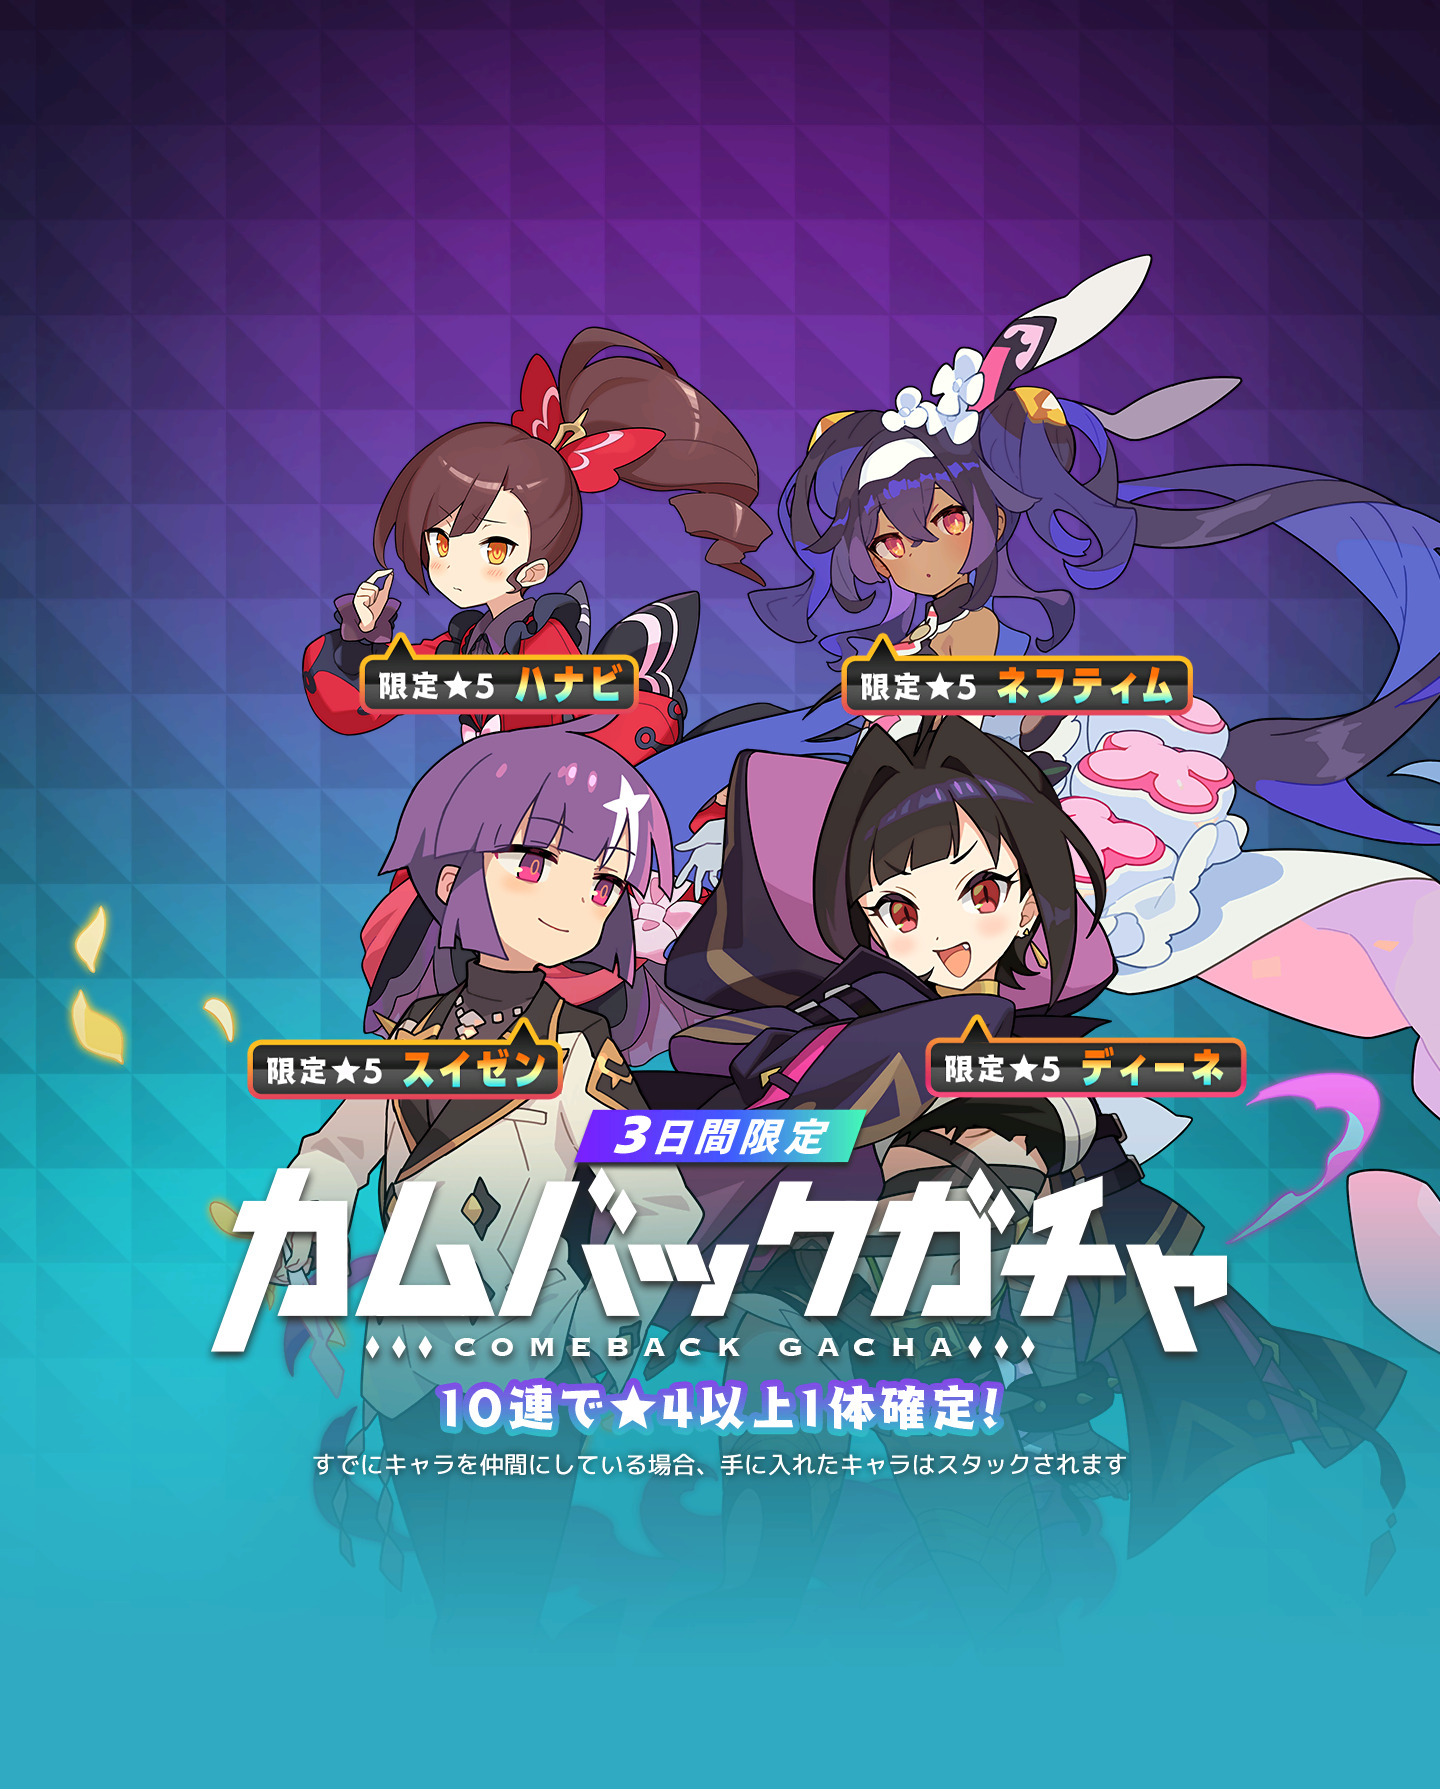 限定★5 ハナビ
限定★5 ネフティム
限定★5 スイゼン
限定★5 ディーネ
3日間限定
カムバックガチャ
COMEBACK GACHA
10連で★4以上1体確定!
すでにキャラを仲間にしている場合、手に入れたキャラはスタックされます